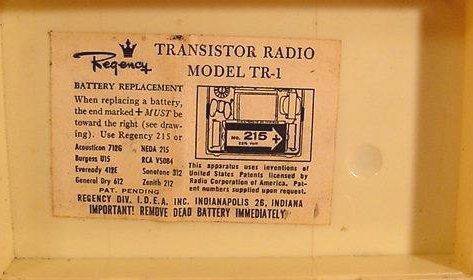 Regency
TRANSISTOR RADIO
MODEL TR-1
BATTERY REPLACEMENT
When replacing a battery,
the end marked + MUST be
toward the right (see draw-
ing). Use Regency 215 or
Acousticon 712G NEDA 215
Burgess U15 RCA VS084
Eveready 412E Sonotone 312
General Dry 612 Zenith 212
PAT. PENDING
NO. 215 +
22½ VOLT
This apparatus uses inventions of
United States Patents licensed by
Radio Corporation of America. Pat-
ent numbers supplied upon request.
REGENCY DIV. I.D.E.A. INC. INDIANAPOLIS 26, INDIANA
IMPORTANT! REMOVE DEAD BATTERY IMMEDIATELY